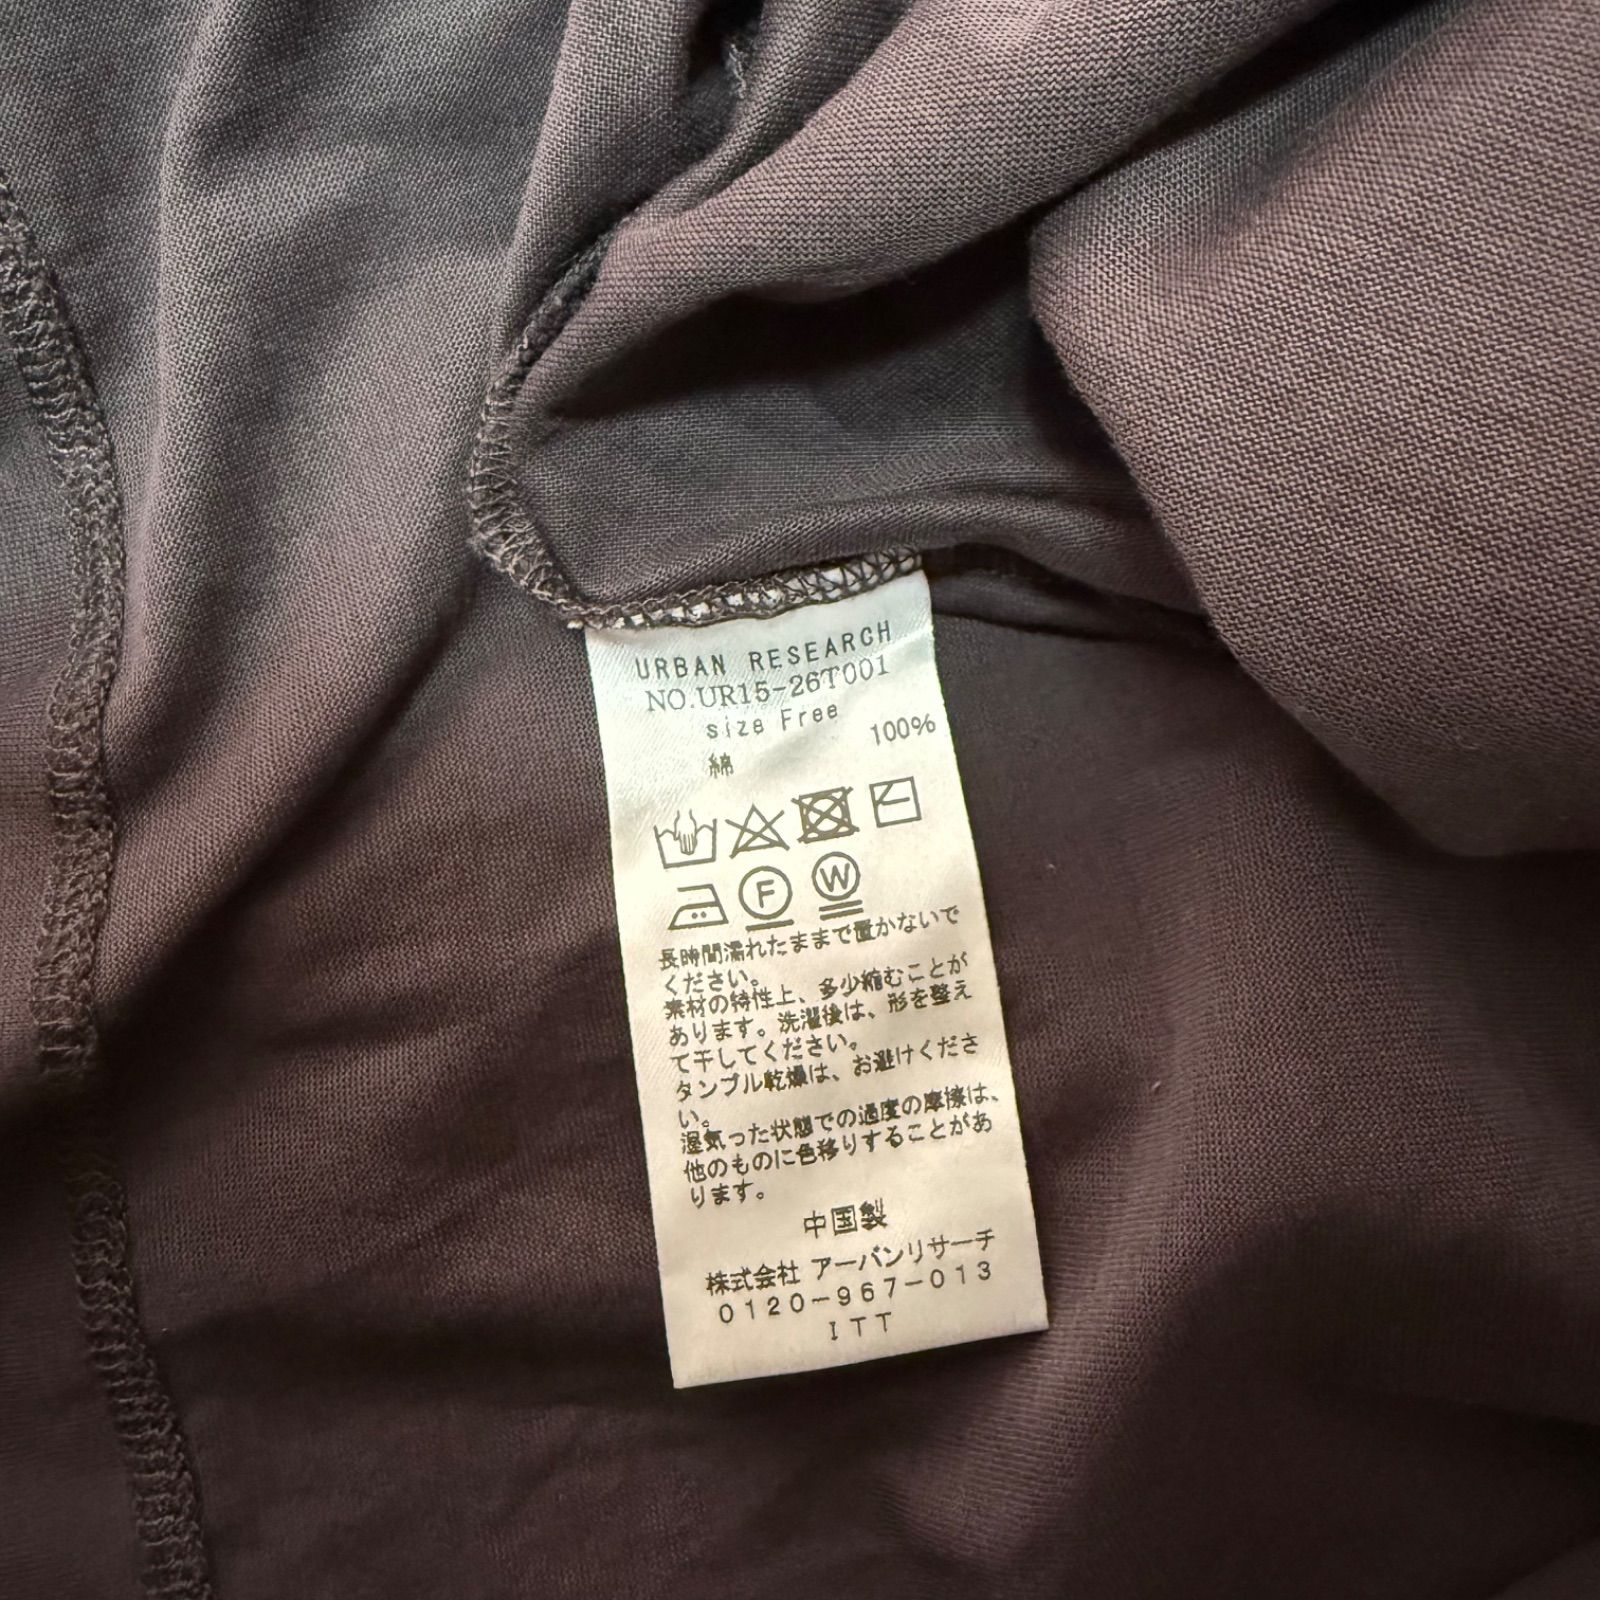 URBAN RESEARCH
NO.UR15-26T001
size Free
綿 100%
F W
長時間濡れたままで置かないで
ください。
素材の特性上、多少縮むことが
あります。洗濯後は、形を整え
て干してください。
タンブル乾燥は、お避けくださ
い。
湿気った状態での過度の摩擦は、
他のものに色移りすることがあ
ります。
中国製
株式会社 アーバンリサーチ
0120-967-013
ITT